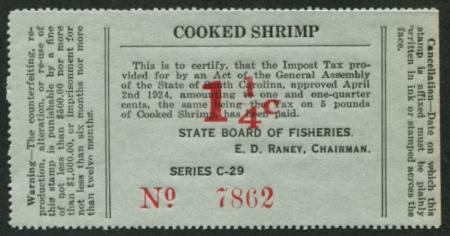 Warning—The counterfeiting, re-
production, alteration, or re-use of
this stamp is punishable by a fine
of not less than $500.00 nor more
than $1,000.00, or imprisonment for
not less than six months nor more
than twelve months.
COOKED SHRIMP
This is to certify, that the Impost Tax pro-
vided for by an Act of the General Assembly
of the State of Carolina, approved April
2nd 1924, amounting to one and one-quarter
cents, the same being the Tax on 5 pounds
of Cooked Shrimp has been paid.
1¼c
STATE BOARD OF FISHERIES.
E. D. RANEY, CHAIRMAN.
SERIES C-29
No 7862
Cancellation—Date on which this
stamp is affixed must be plainly
written in ink or stamped across the
face.